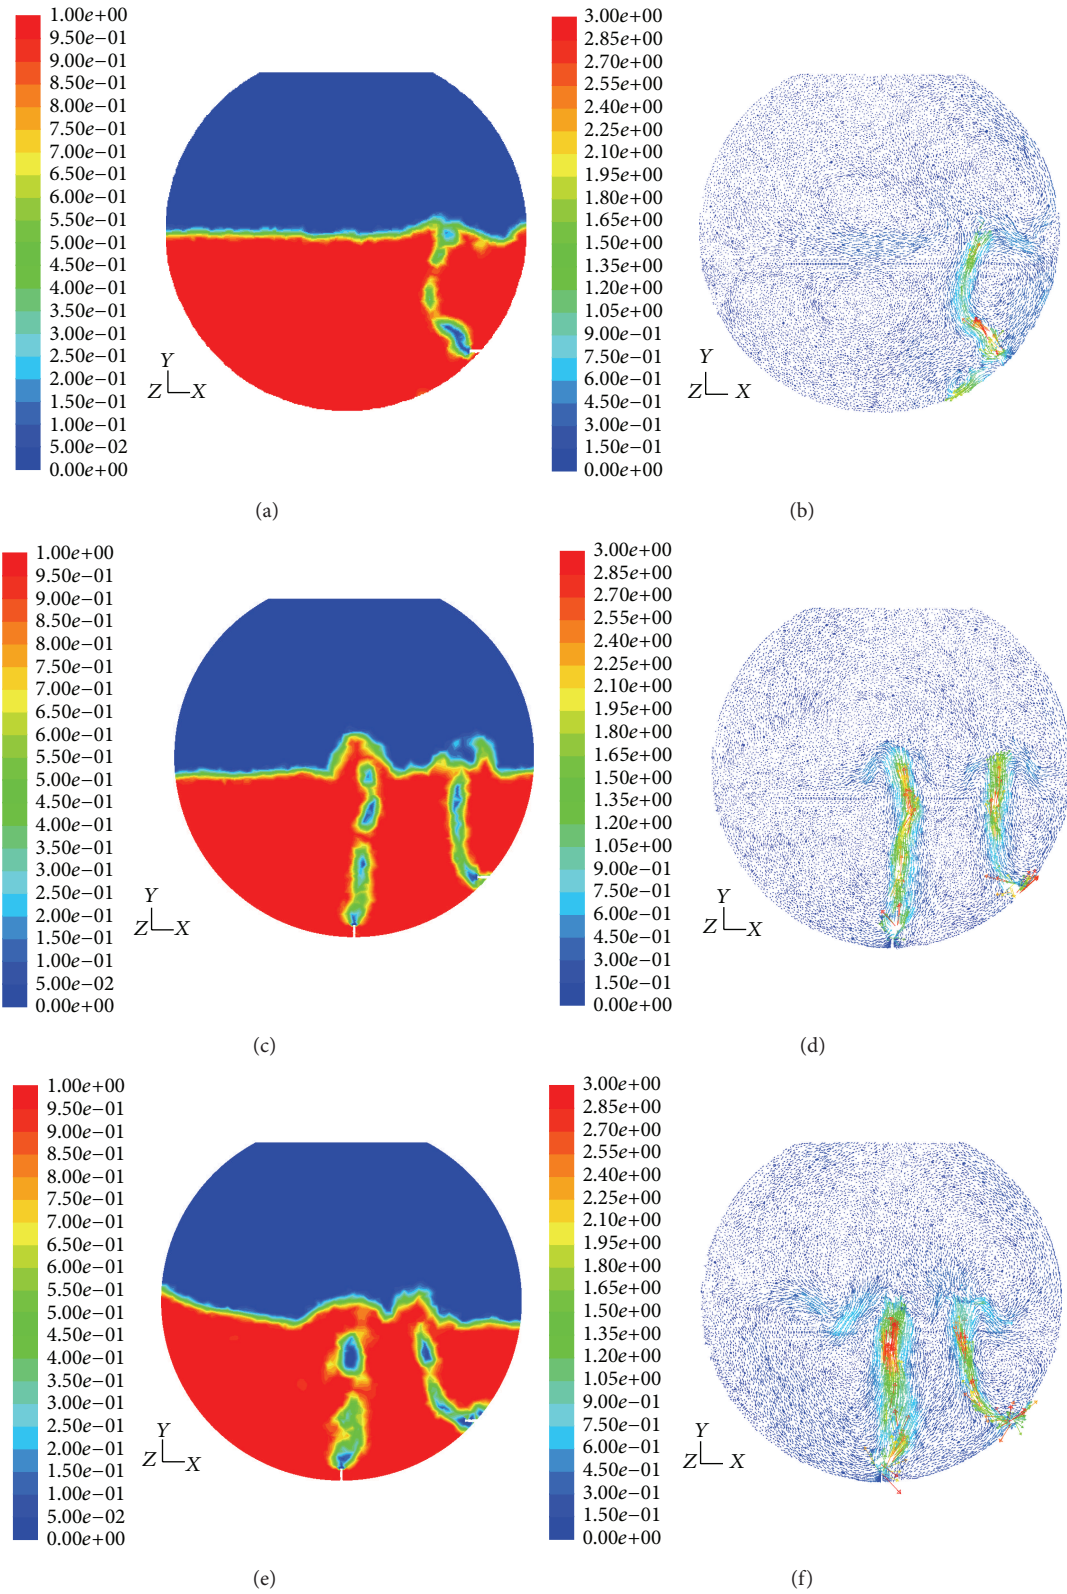 1.00e+00
9.50e−01
9.00e−01
8.50e−01
8.00e−01
7.50e−01
7.00e−01
6.50e−01
6.00e−01
5.50e−01
5.00e−01
4.50e−01
4.00e−01
3.50e−01
3.00e−01
2.50e−01
2.00e−01
1.50e−01
1.00e−01
5.00e−02
0.00e+00
Y
Z X
(a)
3.00e+00
2.85e+00
2.70e+00
2.55e+00
2.40e+00
2.25e+00
2.10e+00
1.95e+00
1.80e+00
1.65e+00
1.50e+00
1.35e+00
1.20e+00
1.05e+00
9.00e−01
7.50e−01
6.00e−01
4.50e−01
3.00e−01
1.50e−01
0.00e+00
Y
Z X
(b)
1.00e+00
9.50e−01
9.00e−01
8.50e−01
8.00e−01
7.50e−01
7.00e−01
6.50e−01
6.00e−01
5.50e−01
5.00e−01
4.50e−01
4.00e−01
3.50e−01
3.00e−01
2.50e−01
2.00e−01
1.50e−01
1.00e−01
5.00e−02
0.00e+00
Y
Z X
(c)
3.00e+00
2.85e+00
2.70e+00
2.55e+00
2.40e+00
2.25e+00
2.10e+00
1.95e+00
1.80e+00
1.65e+00
1.50e+00
1.35e+00
1.20e+00
1.05e+00
9.00e−01
7.50e−01
6.00e−01
4.50e−01
3.00e−01
1.50e−01
0.00e+00
Y
Z X
(d)
1.00e+00
9.50e−01
9.00e−01
8.50e−01
8.00e−01
7.50e−01
7.00e−01
6.50e−01
6.00e−01
5.50e−01
5.00e−01
4.50e−01
4.00e−01
3.50e−01
3.00e−01
2.50e−01
2.00e−01
1.50e−01
1.00e−01
5.00e−02
0.00e+00
Y
Z X
(e)
3.00e+00
2.85e+00
2.70e+00
2.55e+00
2.40e+00
2.25e+00
2.10e+00
1.95e+00
1.80e+00
1.65e+00
1.50e+00
1.35e+00
1.20e+00
1.05e+00
9.00e−01
7.50e−01
6.00e−01
4.50e−01
3.00e−01
1.50e−01
0.00e+00
Y
Z X
(f)